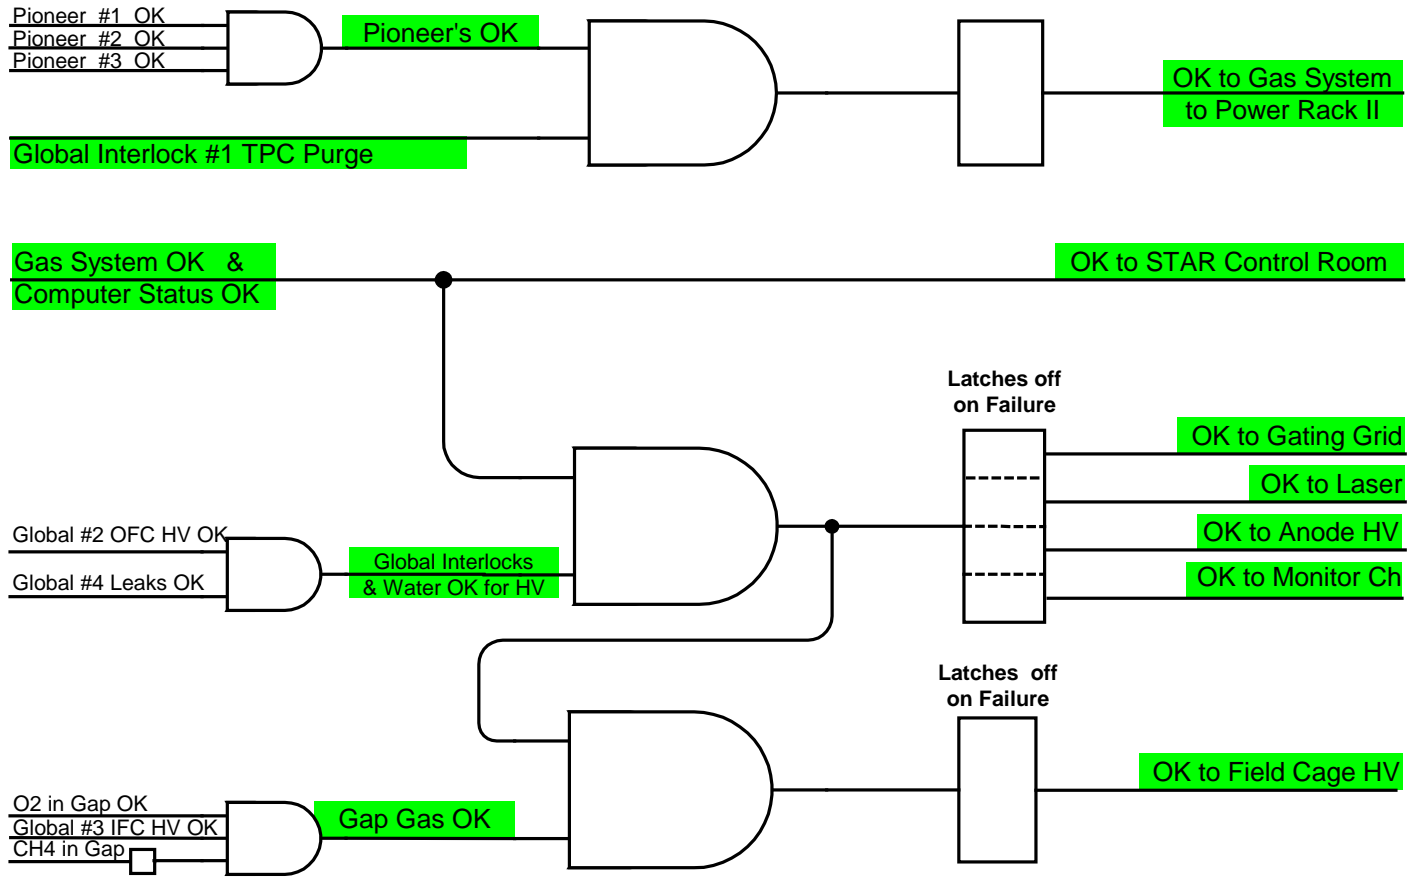 Pioneer #1 OK
Pioneer #2 OK
Pioneer #3 OK
Pioneer's OK
OK to Gas System
to Power Rack II
Global Interlock #1 TPC Purge
Gas System OK &
Computer Status OK
OK to STAR Control Room
Latches off
on Failure
OK to Gating Grid
OK to Laser
OK to Anode HV
OK to Monitor Ch
Global #2 OFC HV OK
Global #4 Leaks OK
Global Interlocks
& Water OK for HV
Latches off
on Failure
OK to Field Cage HV
O2 in Gap OK
Global #3 IFC HV OK
CH4 in Gap
Gap Gas OK